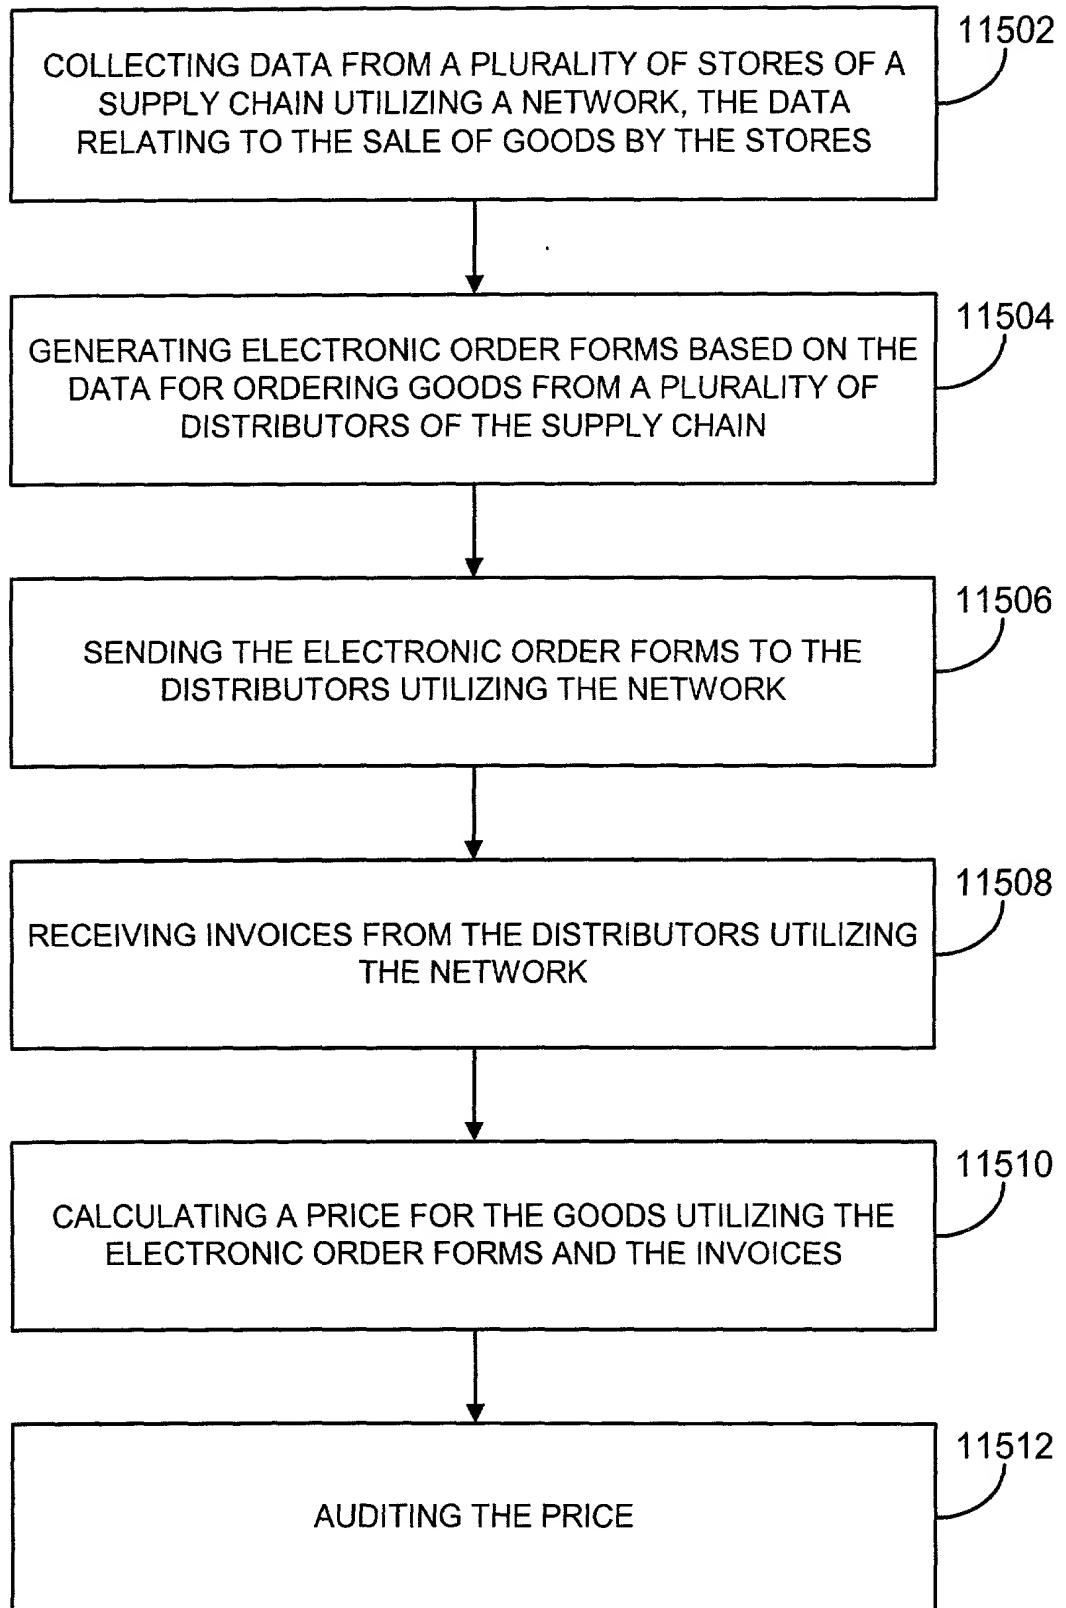 11502
COLLECTING DATA FROM A PLURALITY OF STORES OF A
SUPPLY CHAIN UTILIZING A NETWORK, THE DATA
RELATING TO THE SALE OF GOODS BY THE STORES
11504
GENERATING ELECTRONIC ORDER FORMS BASED ON THE
DATA FOR ORDERING GOODS FROM A PLURALITY OF
DISTRIBUTORS OF THE SUPPLY CHAIN
11506
SENDING THE ELECTRONIC ORDER FORMS TO THE
DISTRIBUTORS UTILIZING THE NETWORK
11508
RECEIVING INVOICES FROM THE DISTRIBUTORS UTILIZING
THE NETWORK
11510
CALCULATING A PRICE FOR THE GOODS UTILIZING THE
ELECTRONIC ORDER FORMS AND THE INVOICES
11512
AUDITING THE PRICE